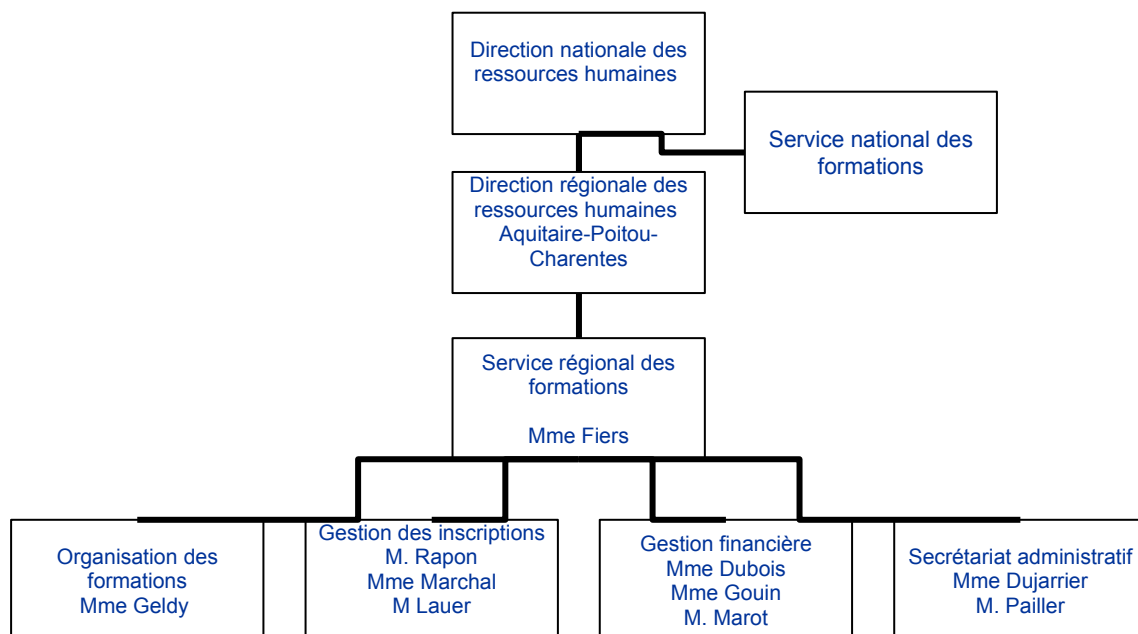 Direction nationale des
ressources humaines
Service national des
formations
Direction régionale des
ressources humaines
Aquitaire-Poitou-
Charentes
Service régional des
formations
Mme Fiers
Organisation des
formations
Mme Geldy
Gestion des inscriptions
M. Rapon
Mme Marchal
M Lauer
Gestion financière
Mme Dubois
Mme Gouin
M. Marot
Secrétariat administratif
Mme Dujarrier
M. Pailler